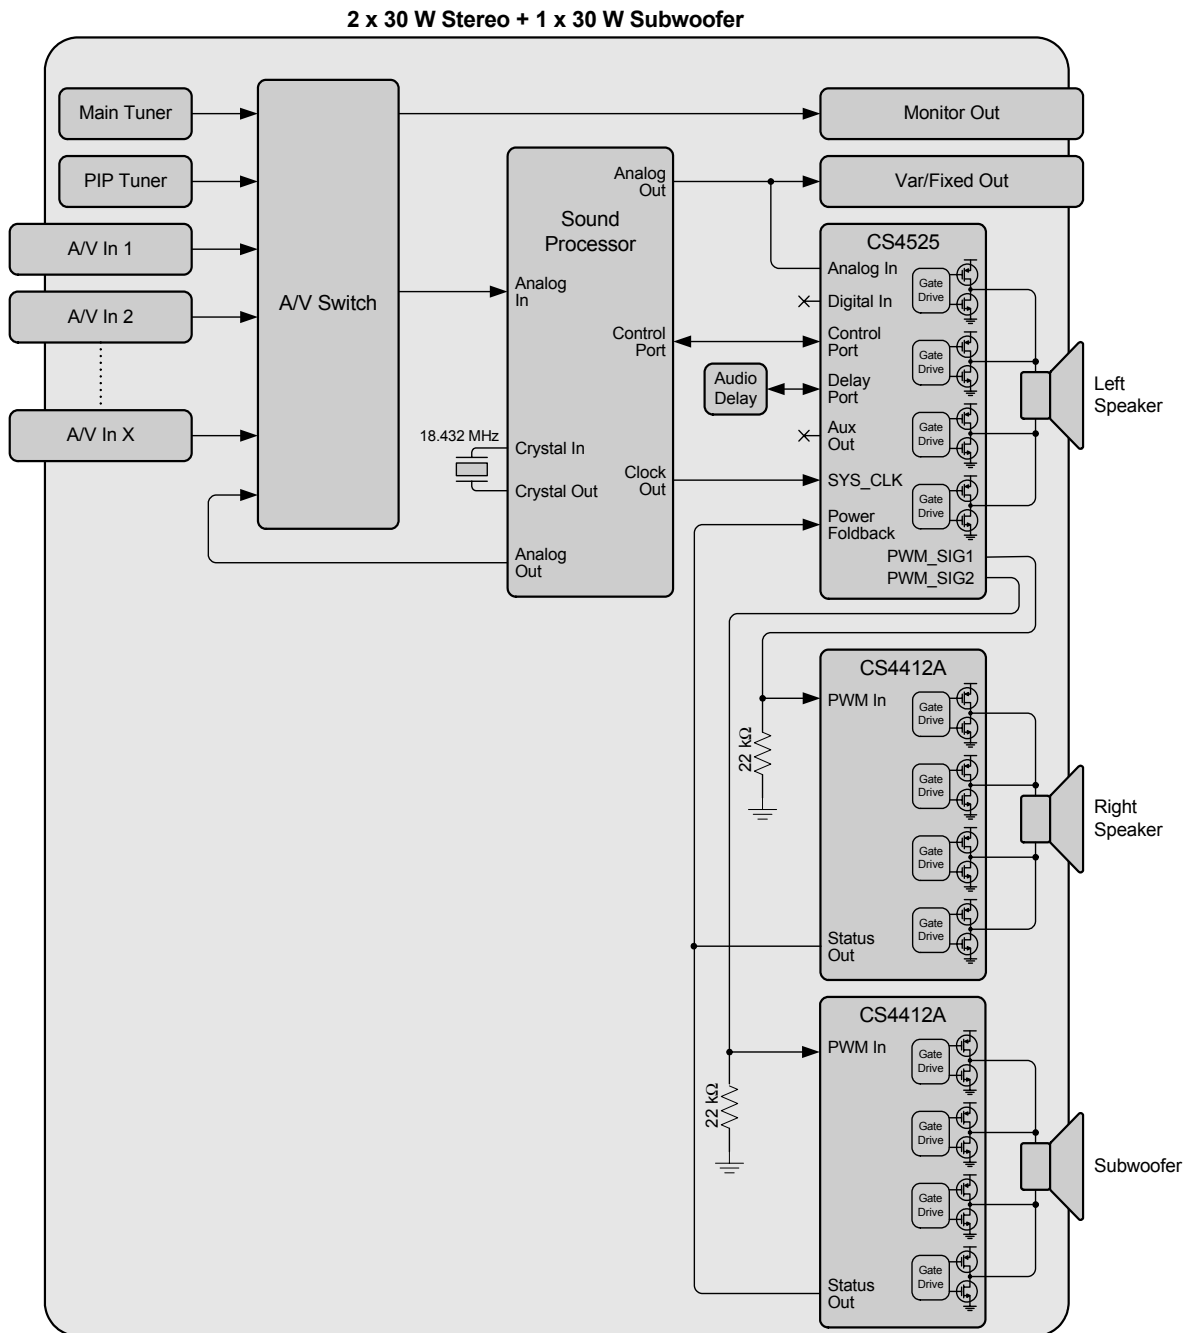 2 x 30 W Stereo + 1 x 30 W Subwoofer
Main Tuner
PIP Tuner
A/V In 1
A/V In 2
A/V In X
A/V Switch
Sound
Processor
Analog
Out
Analog
In
Control
Port
18.432 MHz
Crystal In
Crystal Out
Clock
Out
Analog
Out
Monitor Out
Var/Fixed Out
CS4525
Analog In
Digital In
Control
Port
Audio
Delay
Delay
Port
Aux
Out
SYS_CLK
Power
Foldback
PWM_SIG1
PWM_SIG2
Gate
Drive
Gate
Drive
Gate
Drive
Gate
Drive
Left
Speaker
CS4412A
PWM In
22 kΩ
Gate
Drive
Gate
Drive
Gate
Drive
Gate
Drive
Status
Out
Right
Speaker
CS4412A
PWM In
22 kΩ
Gate
Drive
Gate
Drive
Gate
Drive
Gate
Drive
Status
Out
Subwoofer